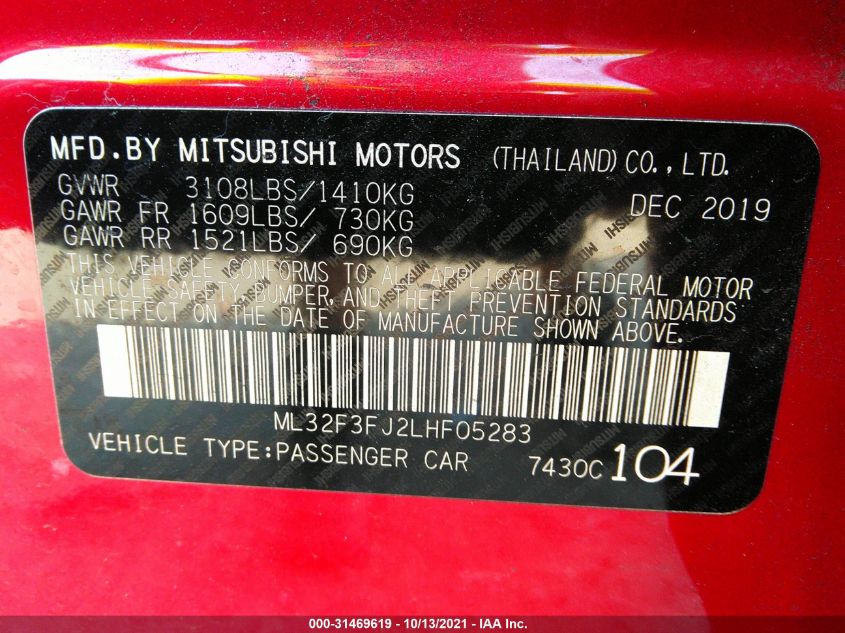 MFD.BY MITSUBISHI MOTORS (THAILAND) CO., LTD.
GVWR 3108LBS/1410KG DEC 2019
GAWR FR 1609LBS/ 730KG
GAWR RR 1521LBS/ 690KG
THIS VEHICLE CONFORMS TO ALL APPLICABLE FEDERAL MOTOR
VEHICLE SAFETY, BUMPER, AND THEFT PREVENTION STANDARDS
IN EFFECT ON THE DATE OF MANUFACTURE SHOWN ABOVE.
ML32F3FJ2LHF05283
VEHICLE TYPE:PASSENGER CAR 7430C 104
000-31469619 - 10/13/2021 - IAA Inc.